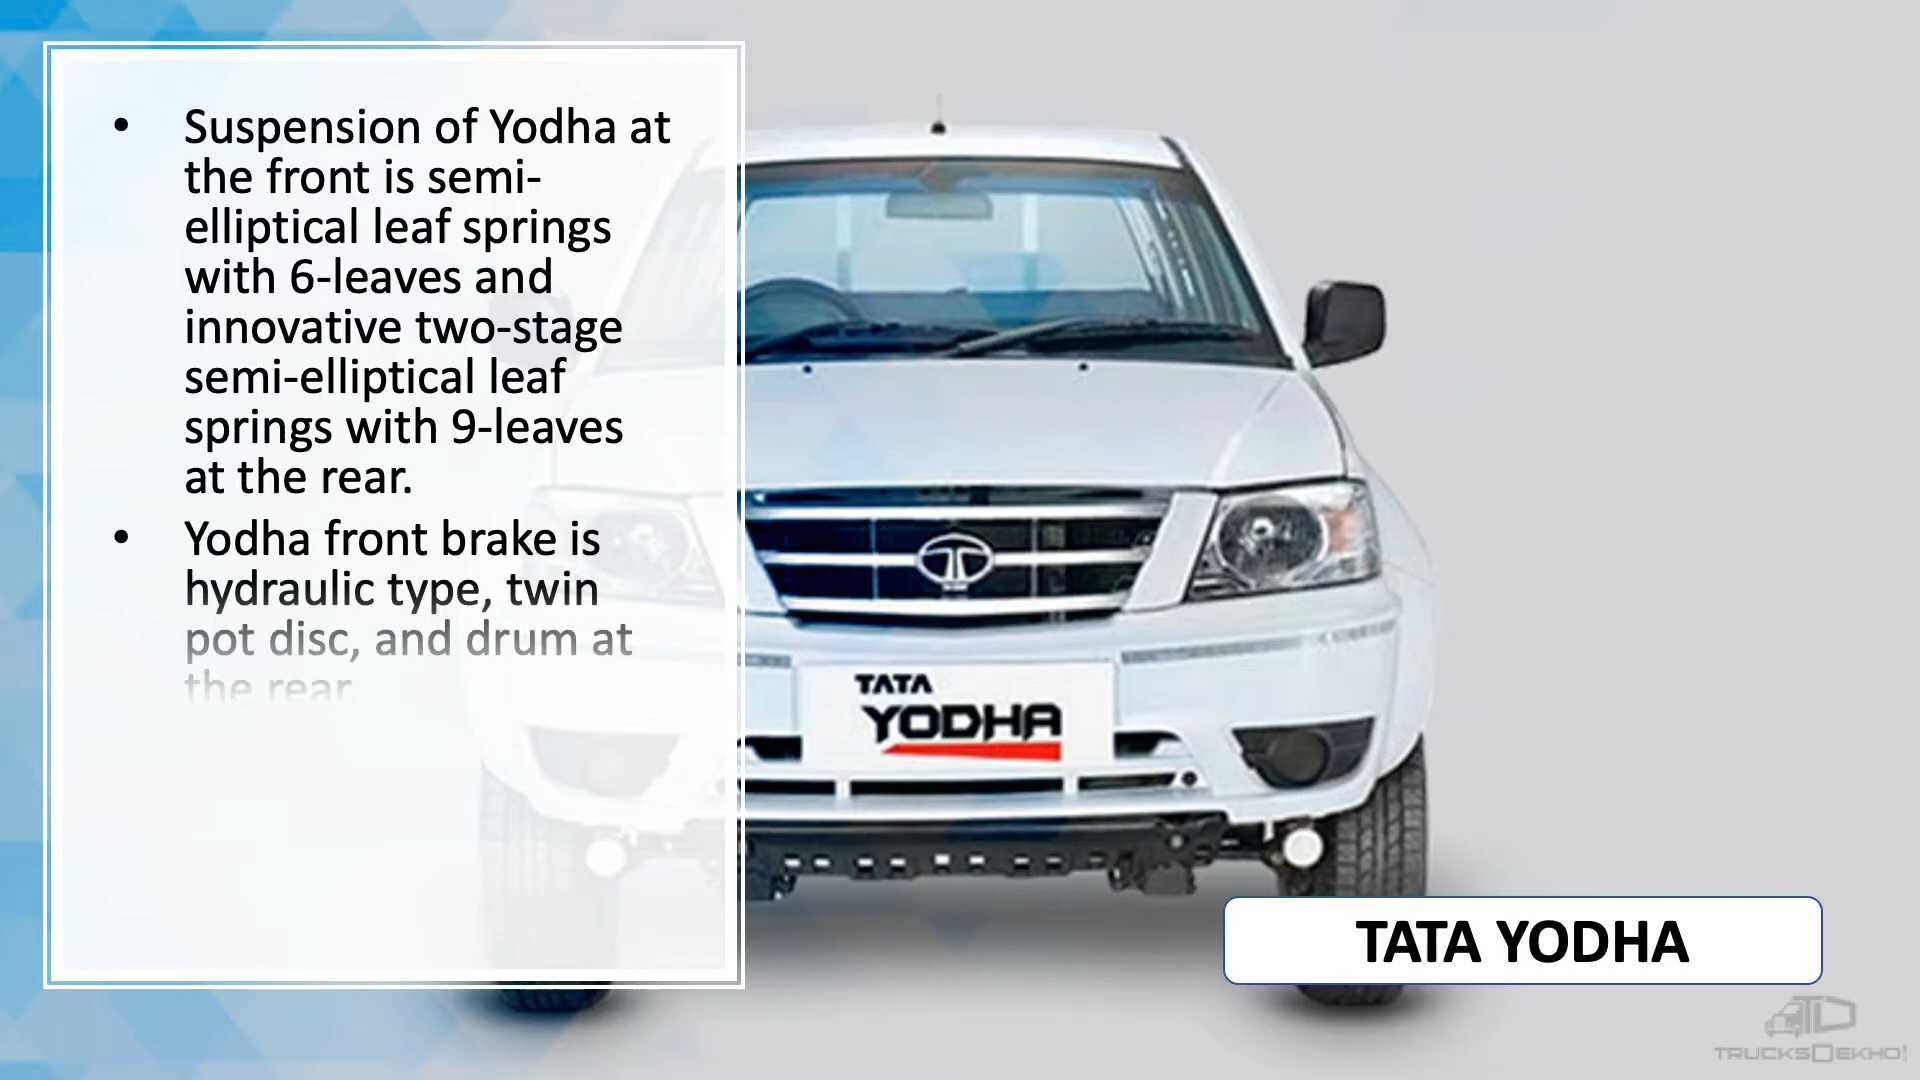 • Suspension of Yodha at
the front is semi-
elliptical leaf springs
with 6-leaves and
innovative two-stage
semi-elliptical leaf
springs with 9-leaves
at the rear.
• Yodha front brake is
hydraulic type, twin
pot disc, and drum at
the rear
TATA
YODHA
TATA YODHA
TRUCKSDEKHO!